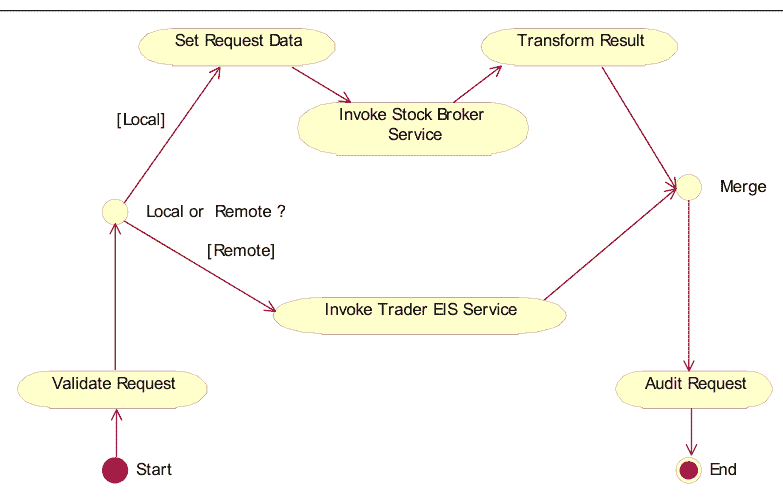 Set Request Data
Transform Result
Invoke Stock Broker
Service
[Local]
Merge
Local or Remote ?
[Remote]
Invoke Trader EIS Service
Validate Request
Audit Request
Start
End